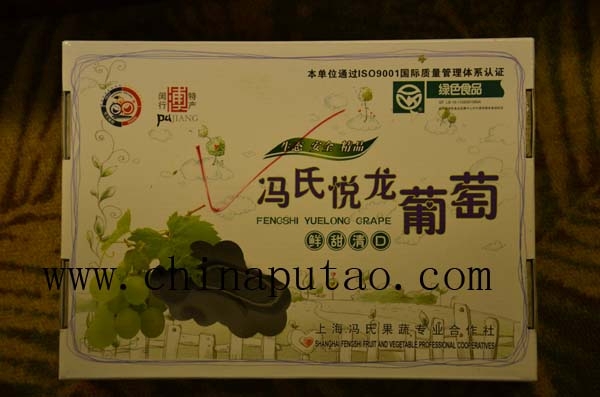 本单位通过ISO9001国际质量管理体系认证
闵行
浦
特产
PuJIANG
绿色食品
生态 安全 精品
冯氏悦龙葡萄
FENGSHI YUELONG GRAPE
鲜甜清口
www.chinaputao.com
上海冯氏果蔬专业合作社
SHANGHAI FENGSHI FRUIT AND VEGETABLE PROFESSIONAL COOPERATIVES